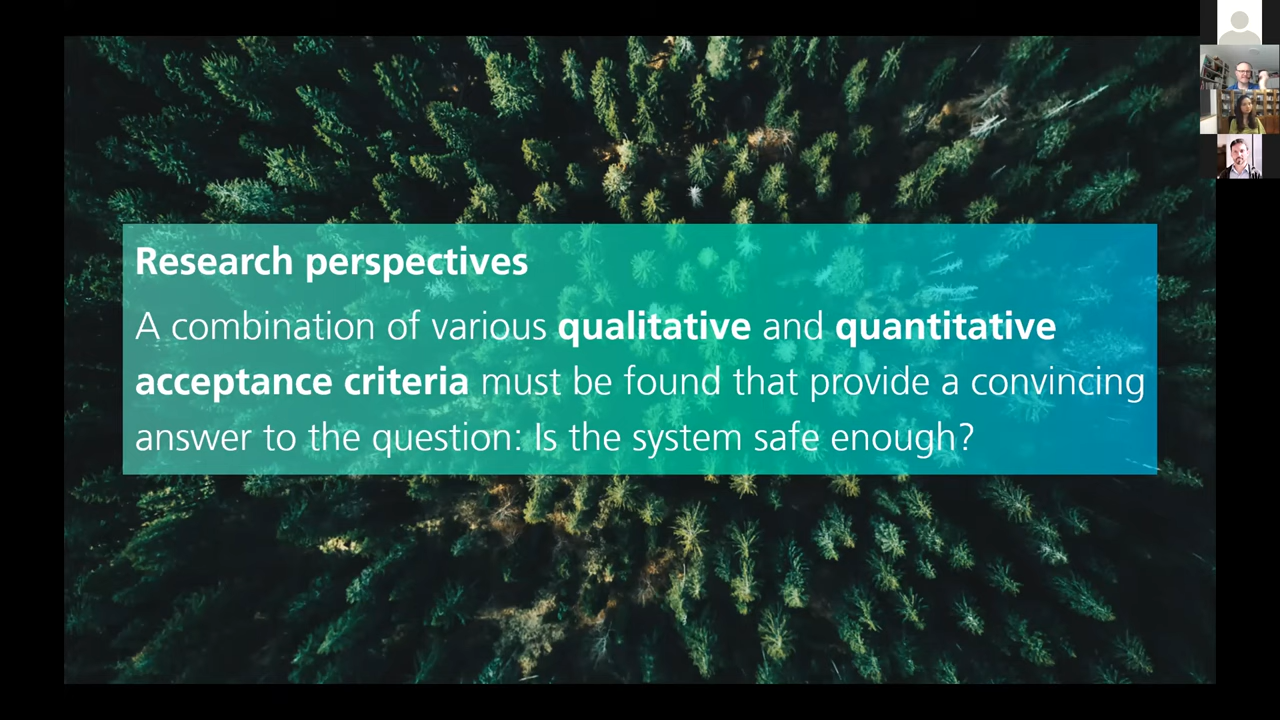 Research perspectives
A combination of various qualitative and quantitative
acceptance criteria must be found that provide a convincing
answer to the question: Is the system safe enough?